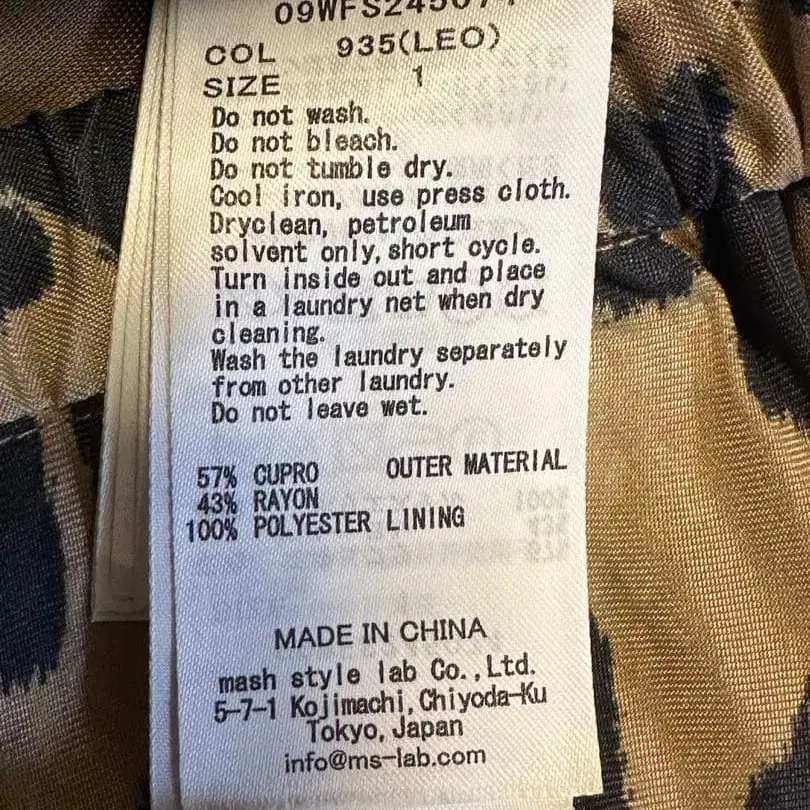 COL 935(LEO)
SIZE 1
Do not wash.
Do not bleach.
Do not tumble dry.
Cool iron, use press cloth.
Dryclean, petroleum
solvent only,short cycle.
Turn inside out and place
in a laundry net when dry
cleaning.
Wash the laundry separately
from other laundry.
Do not leave wet.
57% CUPRO OUTER MATERIAL
43% RAYON
100% POLYESTER LINING
MADE IN CHINA
mash style lab Co.,Ltd.
5-7-1 Kojimachi,Chiyoda-Ku
Tokyo,Japan
info@ms-lab.com